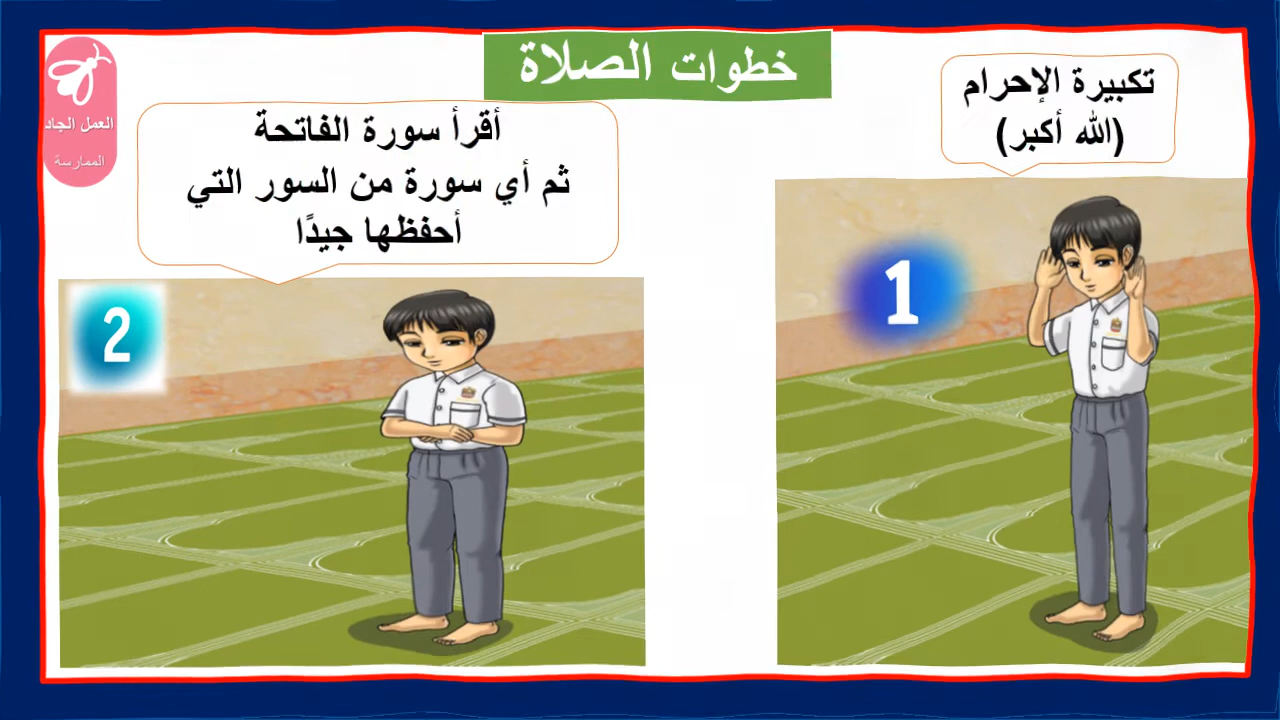 خطوات الصلاة
تكبيرة الإحرام
(الله أكبر)
1
أقرأ سورة الفاتحة
ثم أي سورة من السور التي
أحفظها جيدًا
2
العمل الجاد
الممارسة